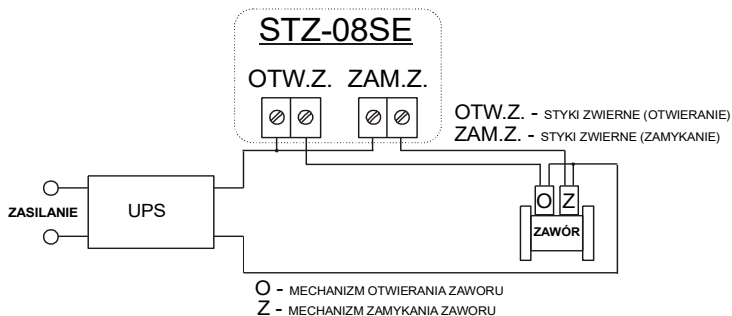 STZ-08SE
OTW.Z. ZAM.Z.
OTW.Z. - STYKI ZWIERNE (OTWIERANIE)
ZAM.Z. - STYKI ZWIERNE (ZAMYKANIE)
ZASILANIE
UPS
O Z
ZAWÓR
O - MECHANIZM OTWIERANIA ZAWORU
Z - MECHANIZM ZAMYKANIA ZAWORU